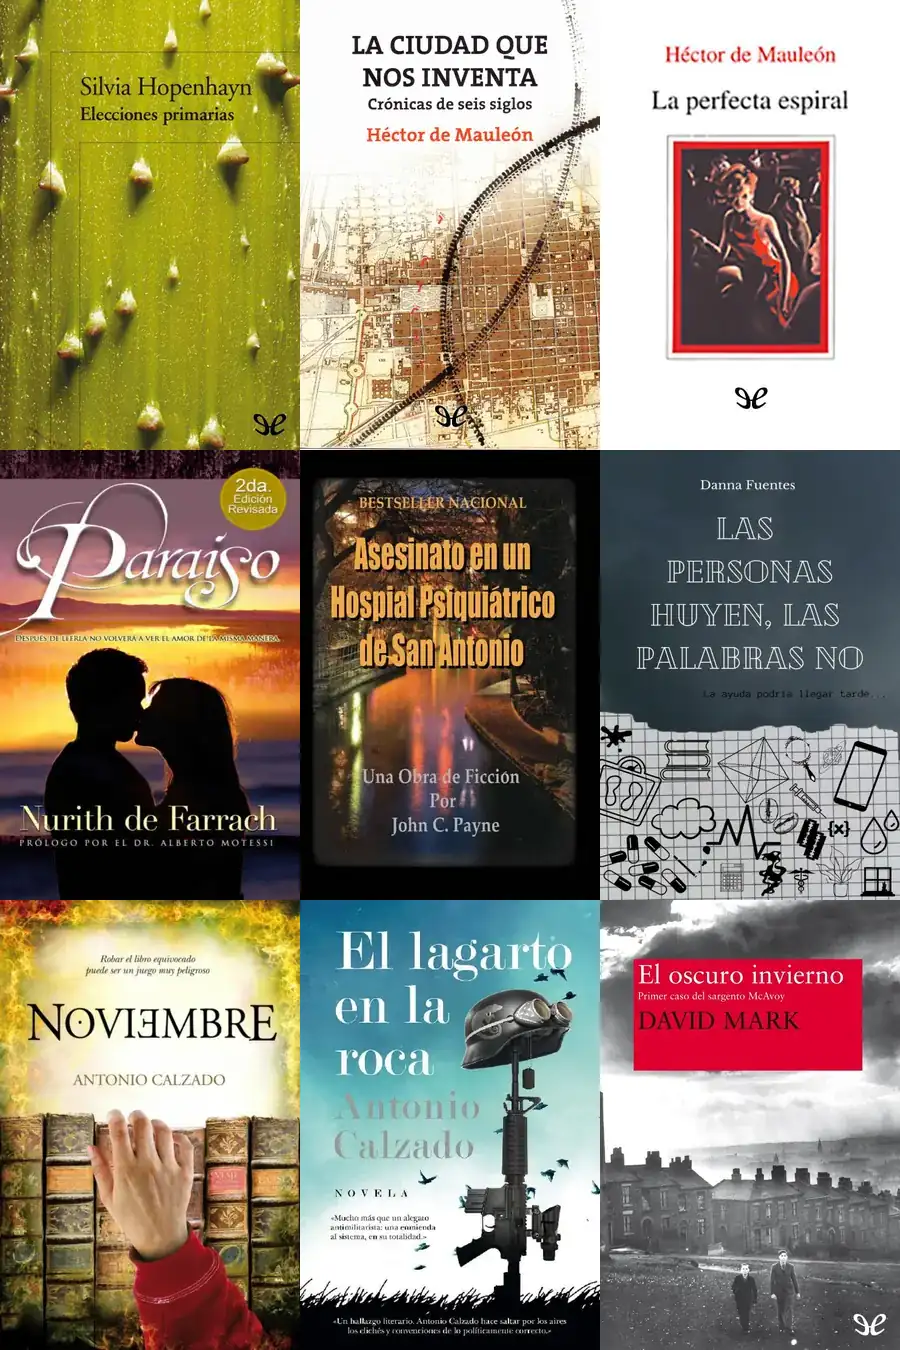 Silvia Hopenhayn
Elecciones primarias
LA CIUDAD QUE
NOS INVENTA
Crónicas de seis siglos
Héctor de Mauleón
Héctor de Mauleón
La perfecta espiral
2da.
Edición
Revisada
Paraiso
DESPUÉS DE LEERLA NO VOLVERÁ A VER EL AMOR DE LA MISMA MANERA.
Nurith de Farrach
PRÓLOGO POR EL DR. ALBERTO MOTTESSI
BESTSELLER NACIONAL
Asesinato en un
Hospial Psiquiátrico
de San Antonio
Una Obra de Ficción
Por
John C. Payne
Danna Fuentes
LAS
PERSONAS
HUYEN, LAS
PALABRAS NO
La ayuda podría llegar tarde...
Robar el libro equivocado
puede ser un juego muy peligroso
NOVIEMBRE
ANTONIO CALZADO
El lagarto
en la
roca
Antonio
Calzado
NOVELA
«Mucho más que un alegato
antimilitarista: una enmienda
al sistema, en su totalidad.»
«Un hallazgo literario. Antonio Calzado hace saltar por los aires
los clichés y convenciones de lo políticamente correcto.»
El oscuro invierno
Primer caso del sargento McAvoy
DAVID MARK